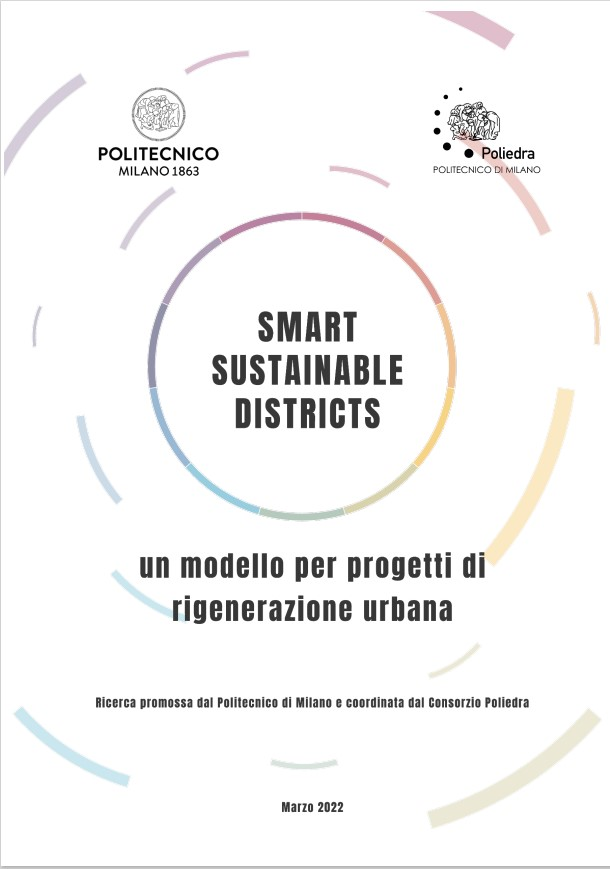 POLITECNICO
MILANO 1863
Poliedra
POLITECNICO DI MILANO
SMART
SUSTAINABLE
DISTRICTS
un modello per progetti di
rigenerazione urbana
Ricerca promossa dal Politecnico di Milano e coordinata dal Consorzio Poliedra
Marzo 2022